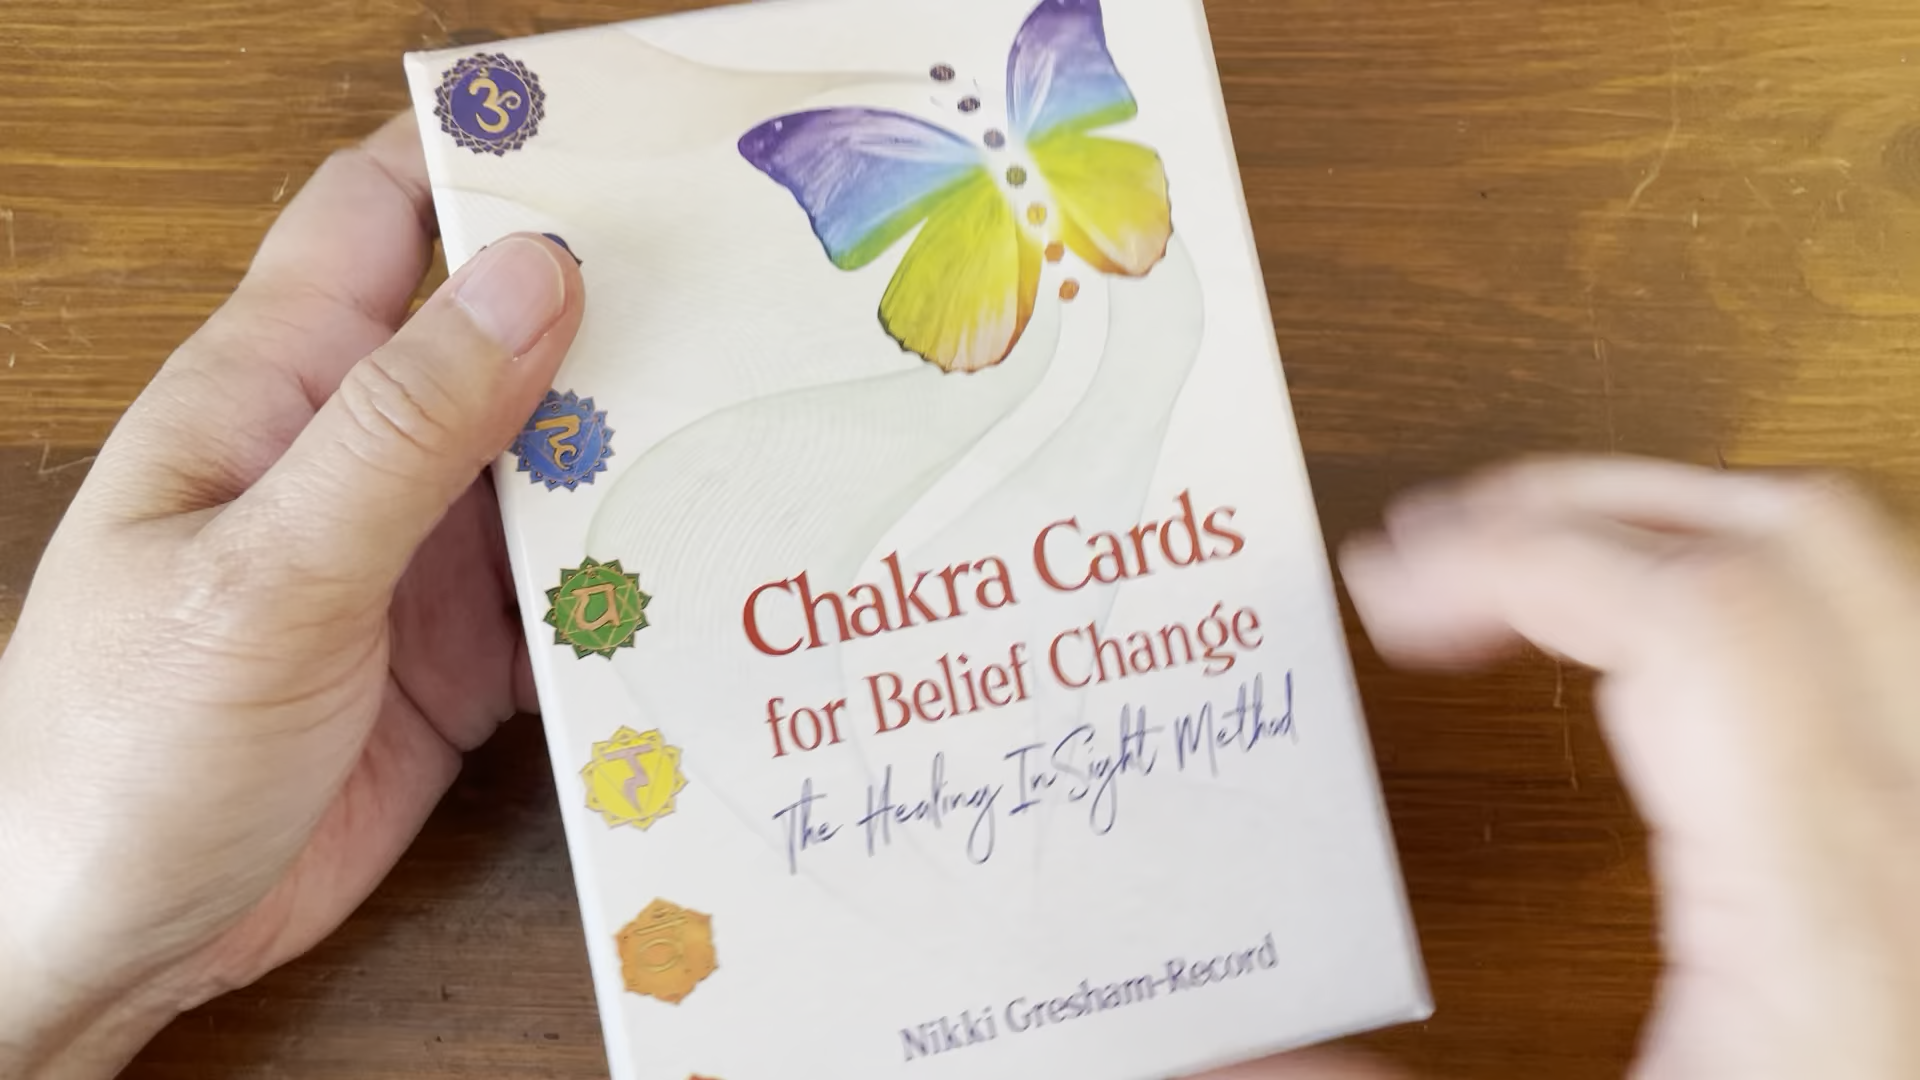 ॐ
Chakra Cards
for Belief Change
The Healing InSight Method
Nikki Gresham-Record